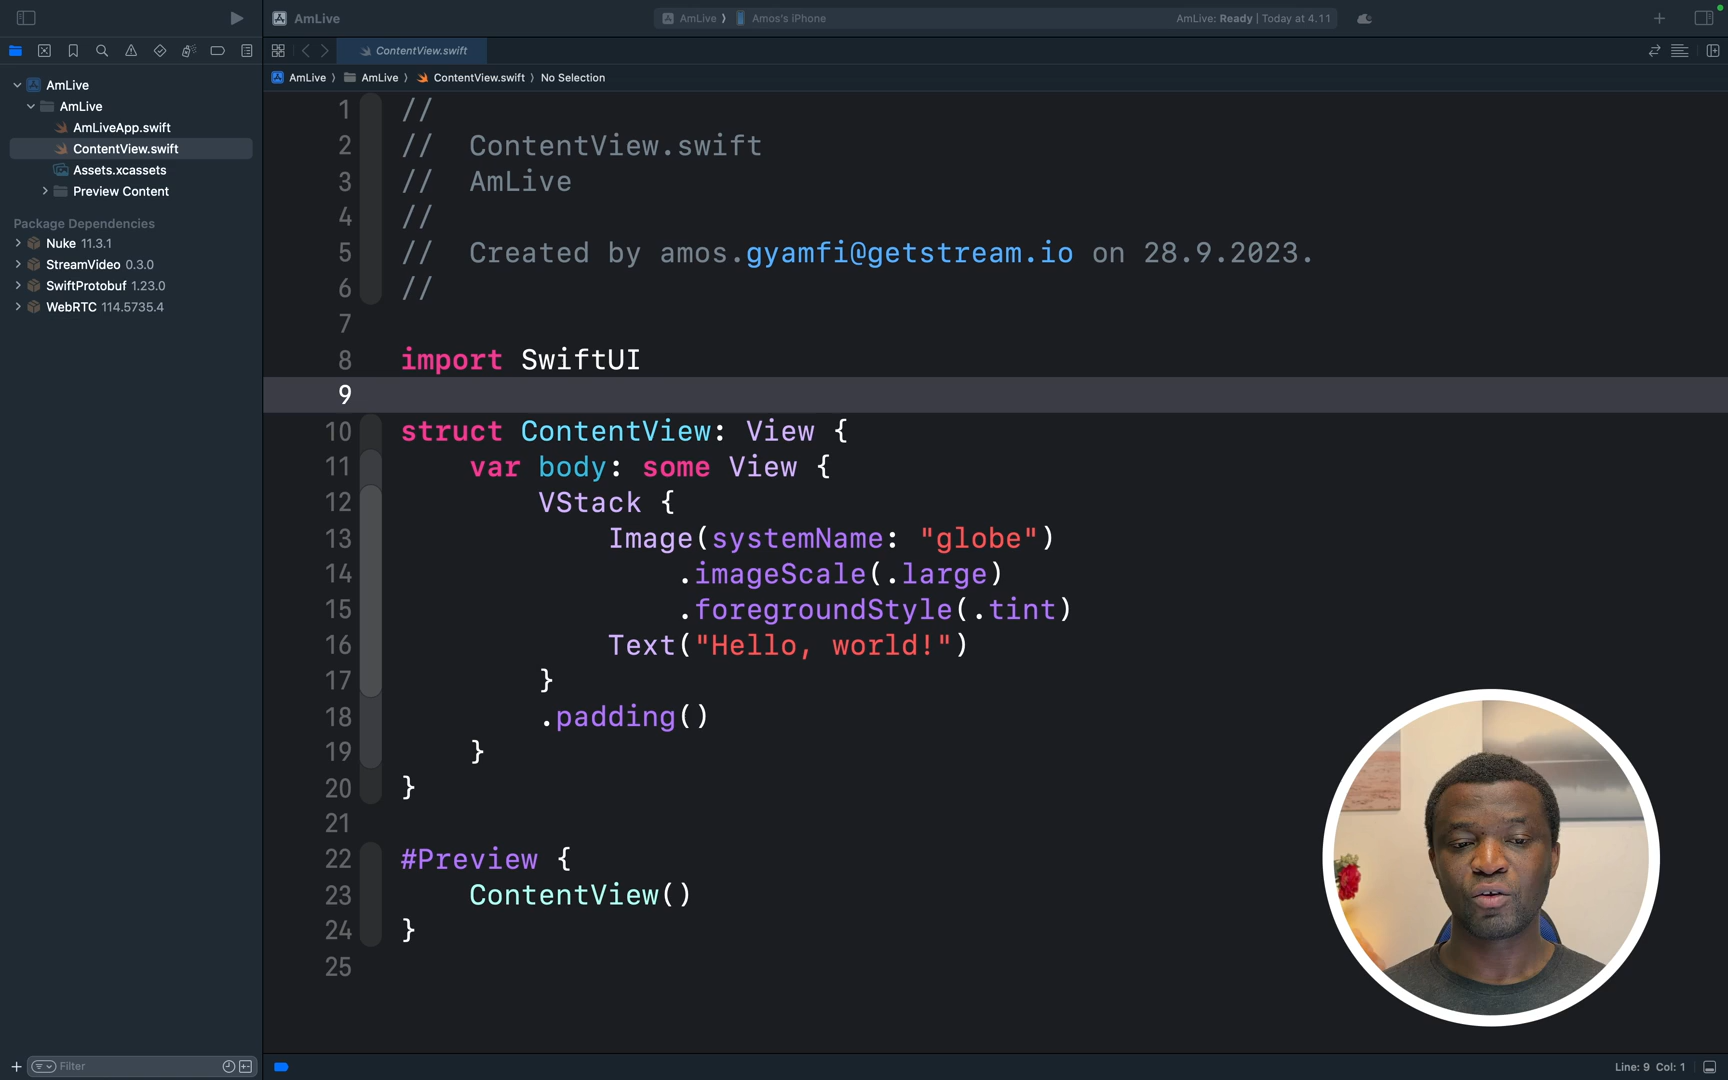 AmLive
AmLive ⟩ Amos's iPhone
AmLive: Ready | Today at 4.11
ContentView.swift
AmLive ⟩ AmLive ⟩ ContentView.swift ⟩ No Selection
AmLive
AmLive
AmLiveApp.swift
ContentView.swift
Assets.xcassets
Preview Content
Package Dependencies
Nuke 11.3.1
StreamVideo 0.3.0
SwiftProtobuf 1.23.0
WebRTC 114.5735.4
Filter
1 //
2 //  ContentView.swift
3 //  AmLive
4 //
5 //  Created by amos.gyamfi@getstream.io on 28.9.2023.
6 //
7
8 import SwiftUI
9
10 struct ContentView: View {
11     var body: some View {
12         VStack {
13             Image(systemName: "globe")
14                 .imageScale(.large)
15                 .foregroundStyle(.tint)
16             Text("Hello, world!")
17         }
18         .padding()
19     }
20 }
21
22 #Preview {
23     ContentView()
24 }
25
Line: 9 Col: 1